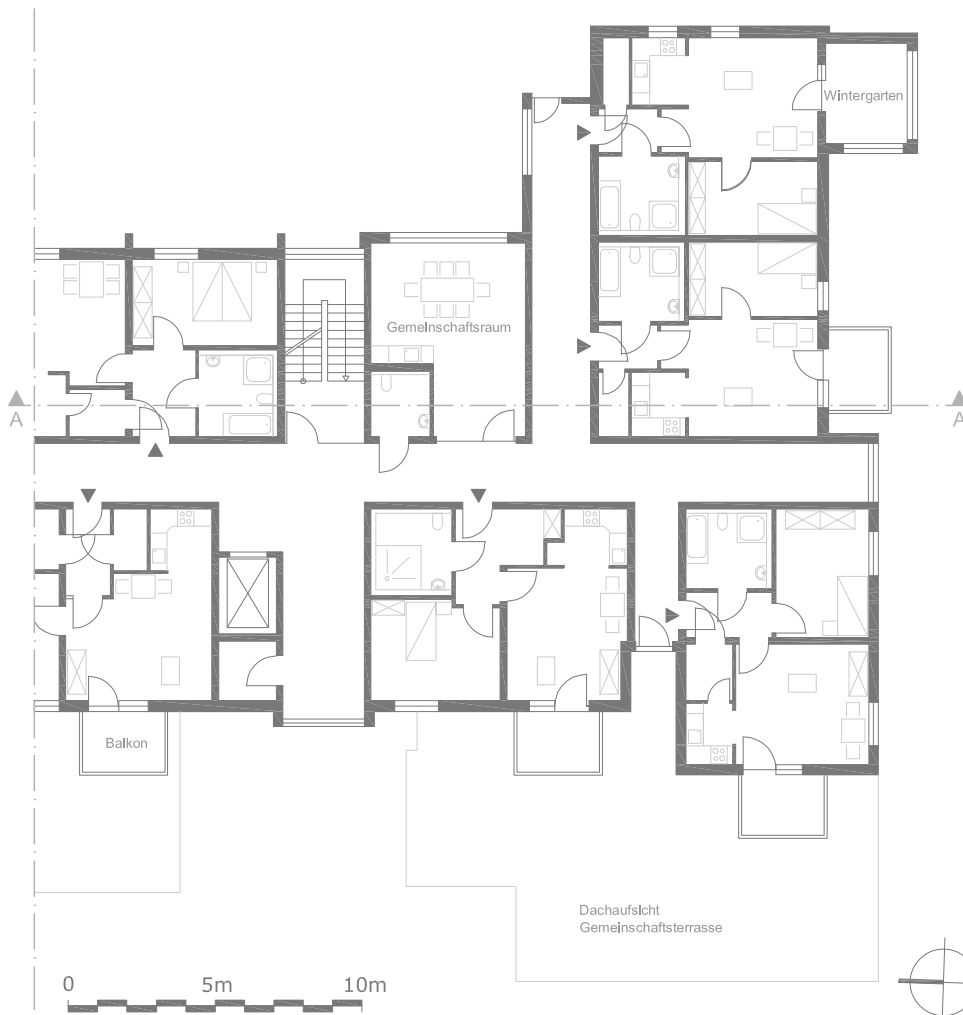 Wintergarten
Gemeinschaftsraum
A
A
Balkon
Dachaufsicht
Gemeinschaftsterrasse
0 5m 10m